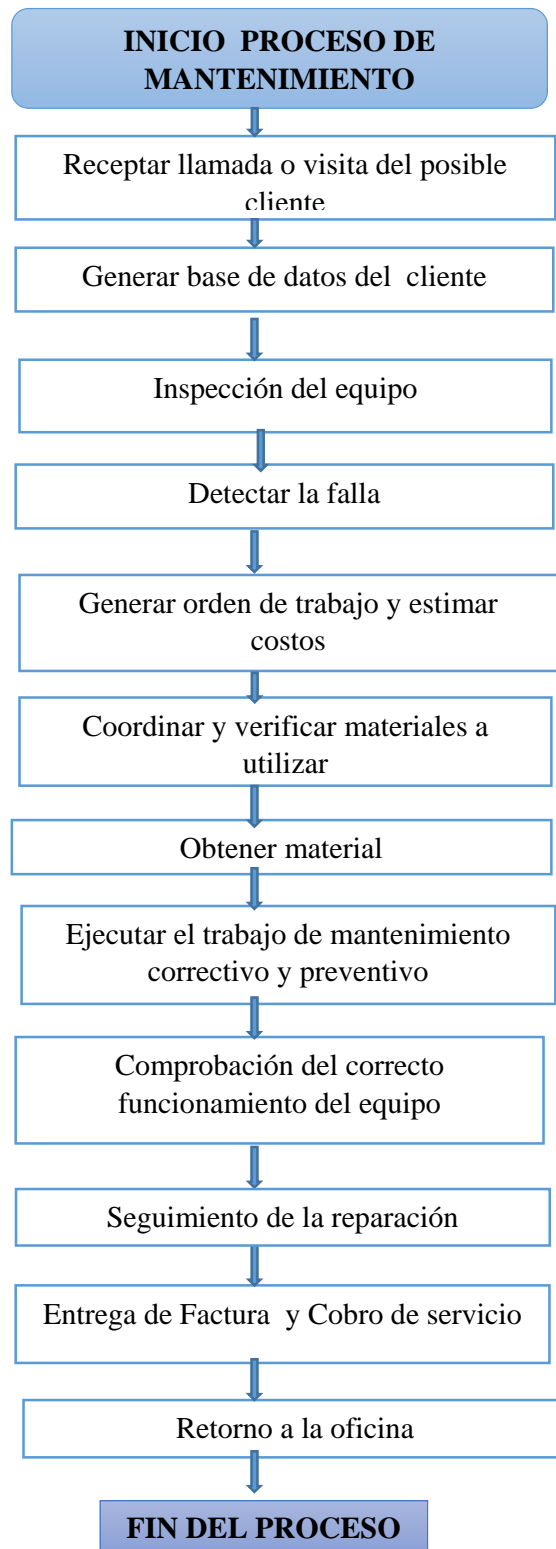 INICIO PROCESO DE
MANTENIMIENTO
Receptar llamada o visita del posible
cliente
Generar base de datos del cliente
Inspección del equipo
Detectar la falla
Generar orden de trabajo y estimar
costos
Coordinar y verificar materiales a
utilizar
Obtener material
Ejecutar el trabajo de mantenimiento
correctivo y preventivo
Comprobación del correcto
funcionamiento del equipo
Seguimiento de la reparación
Entrega de Factura y Cobro de servicio
Retorno a la oficina
FIN DEL PROCESO